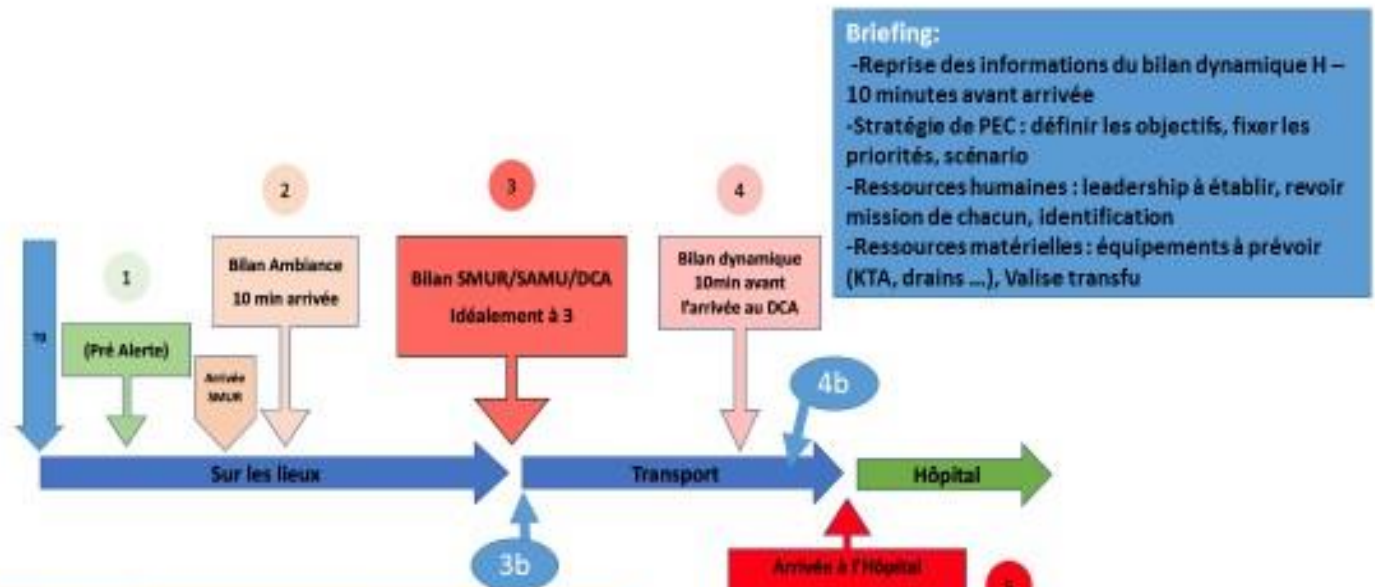 Briefing:
-Reprise des informations du bilan dynamique H –
10 minutes avant arrivée
-Stratégie de PEC : définir les objectifs, fixer les
priorités, scénario
-Ressources humaines : leadership à établir, revoir
mission de chacun, identification
-Ressources matérielles : équipements à prévoir
(KTA, drains ...), Valise transfu
2
3
4
1
Bilan Ambiance
10 min arrivée
Bilan SMUR/SAMU/DCA
Idéalement à 3
Bilan dynamique
10min avant
l'arrivée au DCA
T0
(Pré Alerte)
Arrivée
SMUR
4b
Sur les lieux
Transport
Hôpital
3b
Arrivée à l'Hôpital
5